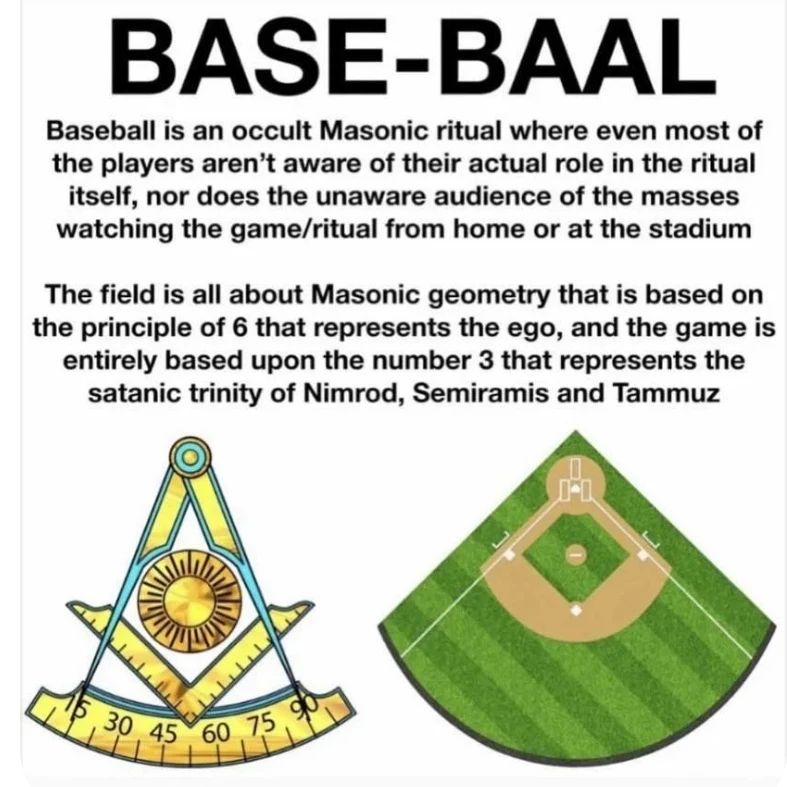 BASE-BAAL
Baseball is an occult Masonic ritual where even most of
the players aren't aware of their actual role in the ritual
itself, nor does the unaware audience of the masses
watching the game/ritual from home or at the stadium
The field is all about Masonic geometry that is based on
the principle of 6 that represents the ego, and the game is
entirely based upon the number 3 that represents the
satanic trinity of Nimrod, Semiramis and Tammuz
15 30 45 60 75 90